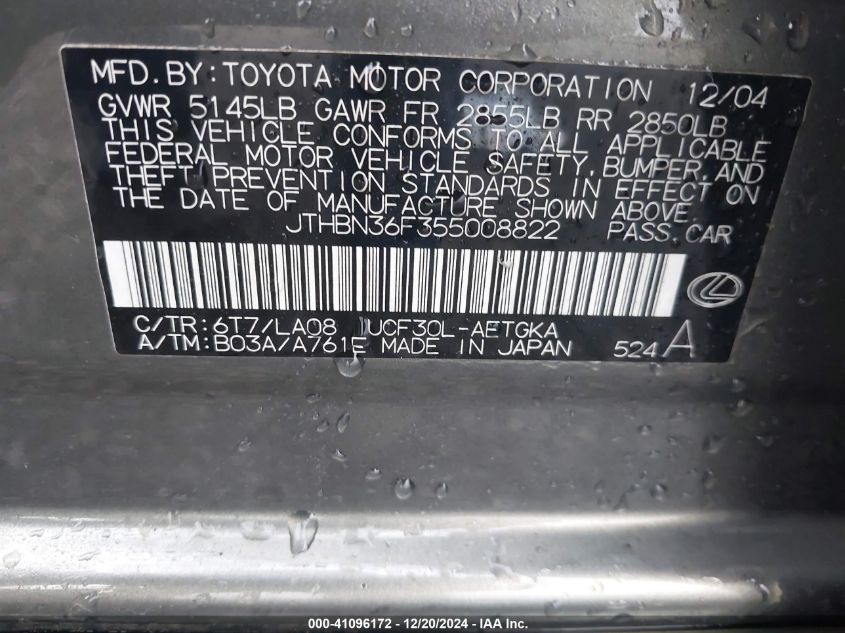 MFD. BY: TOYOTA MOTOR CORPORATION 12/04
GVWR 5145LB GAWR FR 2855LB RR 2850LB
THIS VEHICLE CONFORMS TO ALL APPLICABLE
FEDERAL MOTOR VEHICLE SAFETY, BUMPER, AND
THEFT PREVENTION STANDARDS IN EFFECT ON
THE DATE OF MANUFACTURE SHOWN ABOVE.
JTHBN36F355008822 PASS. CAR
C/TR: 6T7/LA08 UCF30L-AETGKA
A/TM: B03A/A761E MADE IN JAPAN 524 A
000-41096172 - 12/20/2024 - IAA Inc.